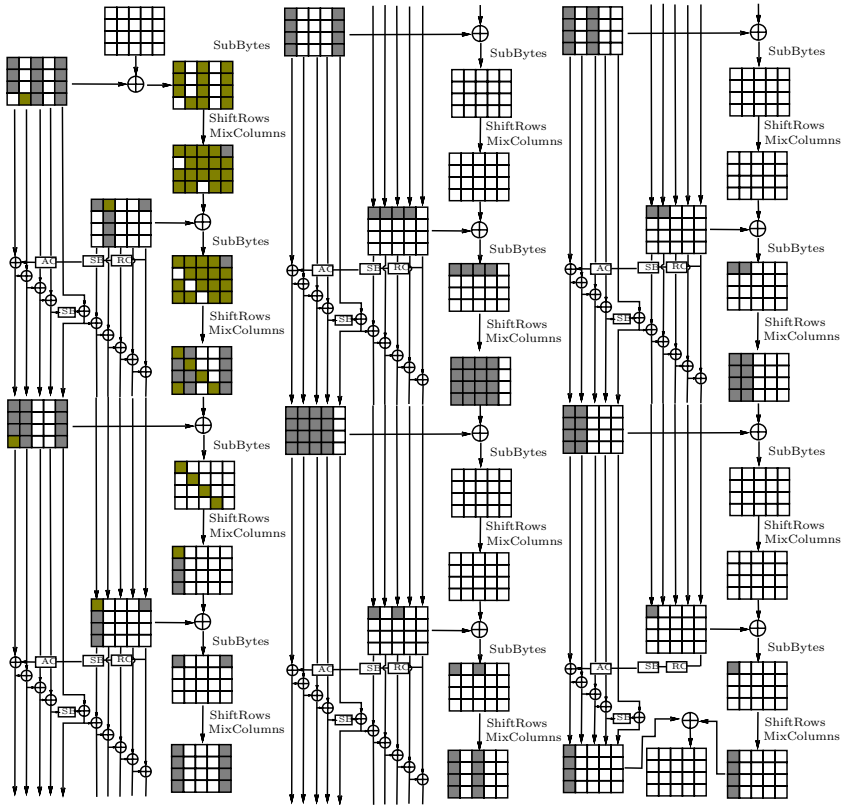 SubBytes
ShiftRows
MixColumns
SubBytes
AC
SB
RC
SB
ShiftRows
MixColumns
SubBytes
ShiftRows
MixColumns
SubBytes
AC
SB
RC
SB
ShiftRows
MixColumns
SubBytes
ShiftRows
MixColumns
SubBytes
AC
SB
RC
SB
ShiftRows
MixColumns
SubBytes
ShiftRows
MixColumns
SubBytes
AC
SB
RC
SB
ShiftRows
MixColumns
SubBytes
ShiftRows
MixColumns
SubBytes
AC
SB
RC
SB
ShiftRows
MixColumns
SubBytes
ShiftRows
MixColumns
SubBytes
AC
SB
RC
SB
ShiftRows
MixColumns